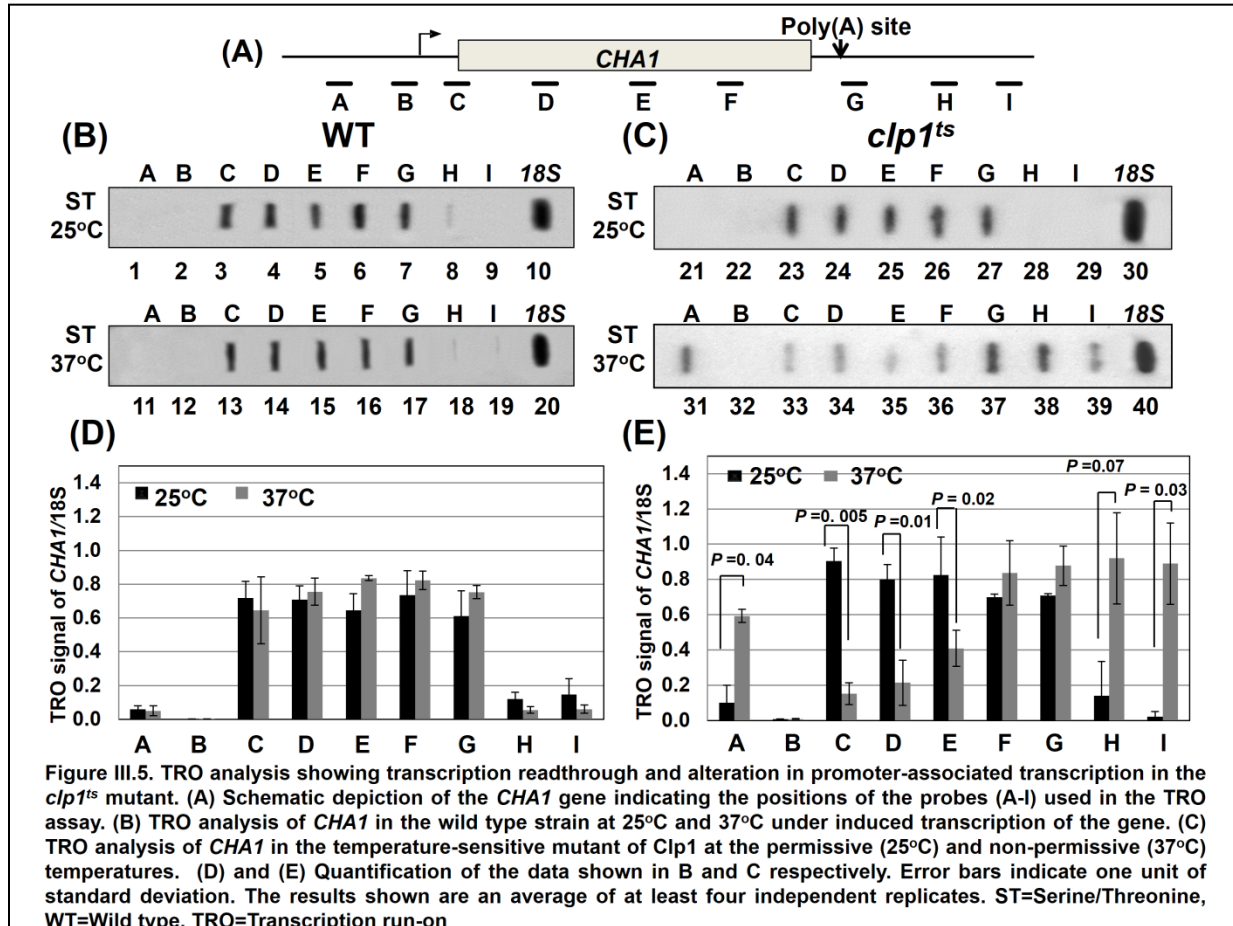 (A)
Poly(A) site
CHA1
A B C D E F G H I
(B) WT
A B C D E F G H I 18S
ST 25°C
1 2 3 4 5 6 7 8 9 10
A B C D E F G H I 18S
ST 37°C
11 12 13 14 15 16 17 18 19 20
(C) clp1ts
A B C D E F G H I 18S
ST 25°C
21 22 23 24 25 26 27 28 29 30
A B C D E F G H I 18S
ST 37°C
31 32 33 34 35 36 37 38 39 40
(D)
TRO signal of CHA1/18S
25°C 37°C
1.4
1.2
1.0
0.8
0.6
0.4
0.2
0.0
A B C D E F G H I
(E)
TRO signal of CHA1/18S
25°C 37°C
1.4
1.2
1.0
0.8
0.6
0.4
0.2
0.0
P =0. 04
P =0. 005
P =0.01
P = 0.02
P =0.07
P = 0.03
A B C D E F G H I
Figure III.5. TRO analysis showing transcription readthrough and alteration in promoter-associated transcription in the
clp1ts mutant. (A) Schematic depiction of the CHA1 gene indicating the positions of the probes (A-I) used in the TRO
assay. (B) TRO analysis of CHA1 in the wild type strain at 25°C and 37°C under induced transcription of the gene. (C)
TRO analysis of CHA1 in the temperature-sensitive mutant of Clp1 at the permissive (25°C) and non-permissive (37°C)
temperatures. (D) and (E) Quantification of the data shown in B and C respectively. Error bars indicate one unit of
standard deviation. The results shown are an average of at least four independent replicates. ST=Serine/Threonine,
WT=Wild type, TRO=Transcription run-on